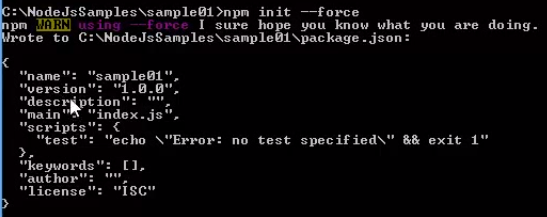 C:\NodeJsSamples\sample01>npm init --force
npm WARN using --force I sure hope you know what you are doing.
Wrote to C:\NodeJsSamples\sample01\package.json:
{
  "name": "sample01",
  "version": "1.0.0",
  "description": "",
  "main": "index.js",
  "scripts": {
    "test": "echo \"Error: no test specified\" && exit 1"
  },
  "keywords": [],
  "author": "",
  "license": "ISC"
}